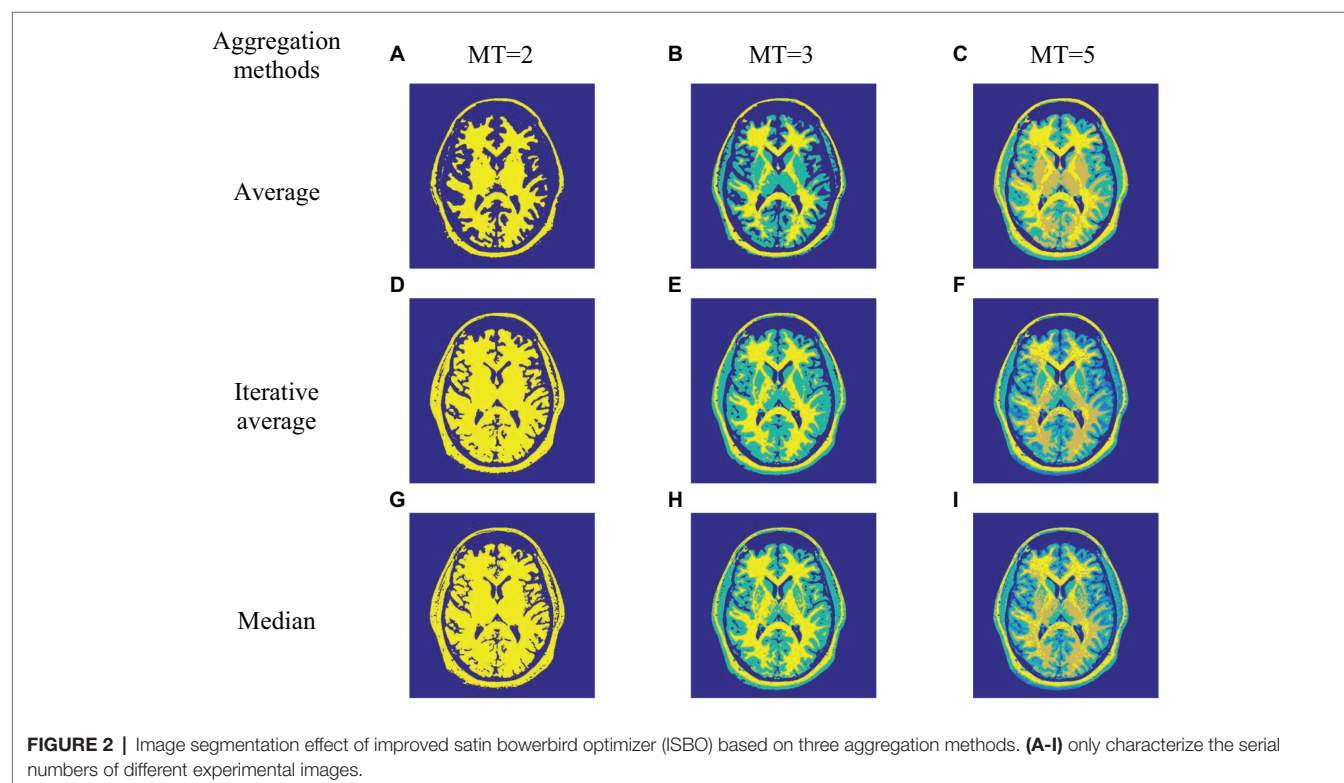 Aggregation
methods
A MT=2
B MT=3
C MT=5
Average
D
E
F
Iterative
average
G
H
I
Median
FIGURE 2 | Image segmentation effect of improved satin bowerbird optimizer (ISBO) based on three aggregation methods. (A-I) only characterize the serial
numbers of different experimental images.